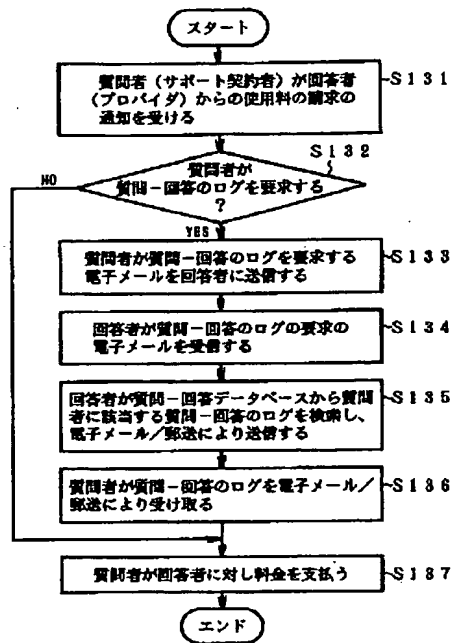 スタート
質問者（サポート契約者）が回答者
（プロバイダ）からの使用料の請求の
通知を受ける
S131
S132
質問者が
質問－回答のログを要求する
？
NO
YES
質問者が質問－回答のログを要求する
電子メールを回答者に送信する
S133
回答者が質問－回答のログの要求の
電子メールを受信する
S134
回答者が質問－回答データベースから質問
者に該当する質問－回答のログを検索し、
電子メール／郵送により送信する
S135
質問者が質問－回答のログを電子メール／
郵送により受け取る
S136
質問者が回答者に対し料金を支払う
S137
エンド